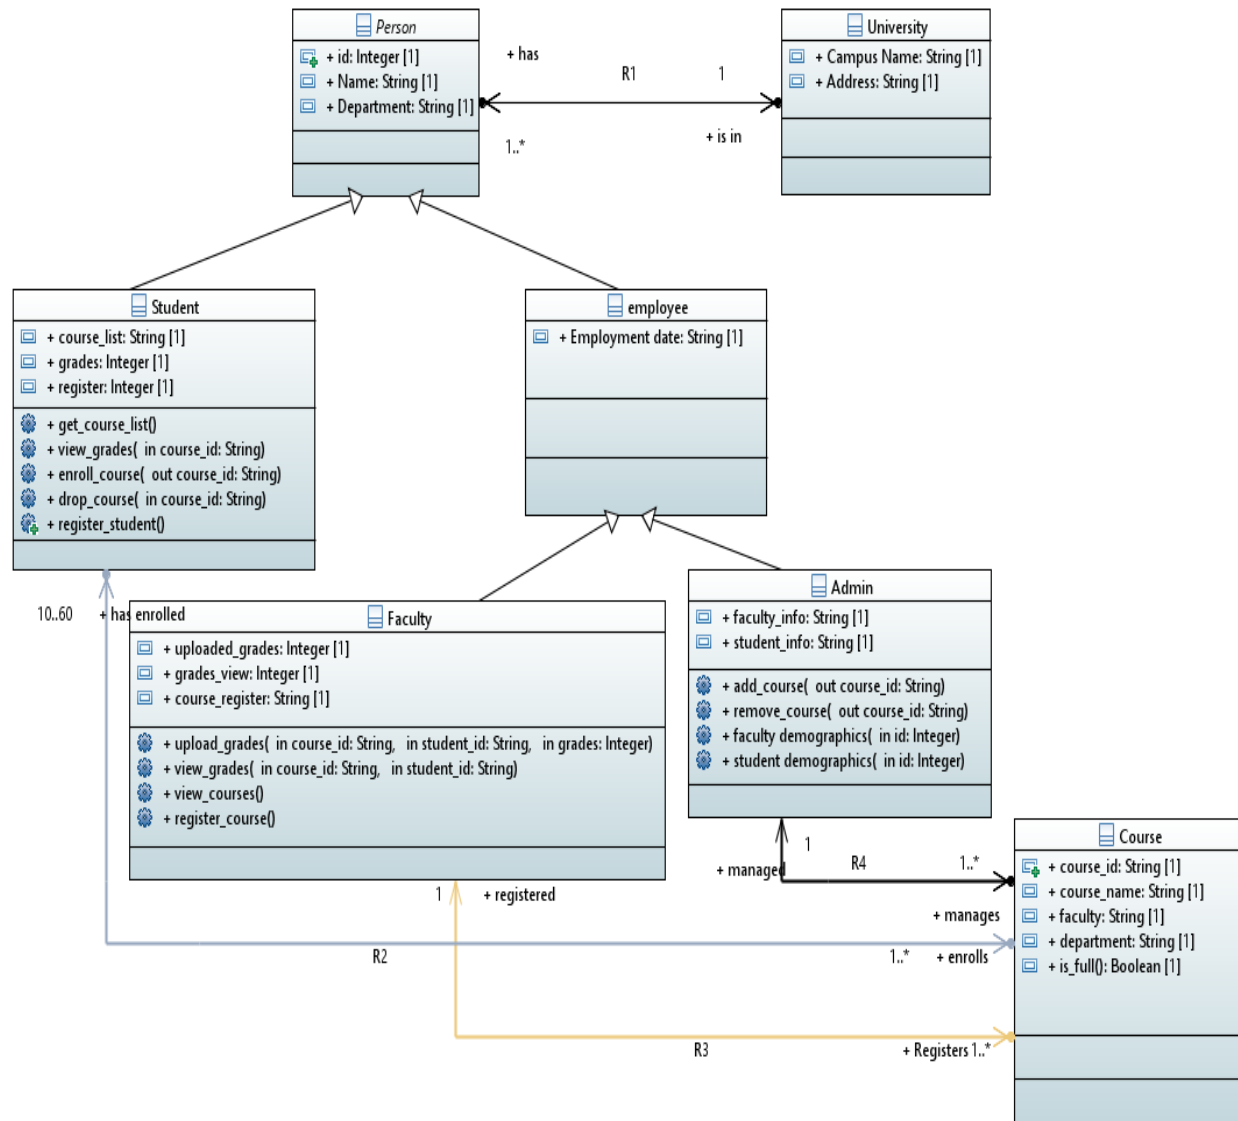 Person
+ id: Integer [1]
+ Name: String [1]
+ Department: String [1]
+ has
R1
1
1..*
+ is in
University
+ Campus Name: String [1]
+ Address: String [1]
Student
+ course_list: String [1]
+ grades: Integer [1]
+ register: Integer [1]
+ get_course_list()
+ view_grades( in course_id: String)
+ enroll_course( out course_id: String)
+ drop_course( in course_id: String)
+ register_student()
employee
+ Employment date: String [1]
10..60
+ has enrolled
Faculty
+ uploaded_grades: Integer [1]
+ grades_view: Integer [1]
+ course_register: String [1]
+ upload_grades( in course_id: String, in student_id: String, in grades: Integer)
+ view_grades( in course_id: String, in student_id: String)
+ view_courses()
+ register_course()
Admin
+ faculty_info: String [1]
+ student_info: String [1]
+ add_course( out course_id: String)
+ remove_course( out course_id: String)
+ faculty demographics( in id: Integer)
+ student demographics( in id: Integer)
1
+ managed
R4
1..*
+ manages
Course
+ course_id: String [1]
+ course_name: String [1]
+ faculty: String [1]
+ department: String [1]
+ is_full(): Boolean [1]
1
+ registered
R2
1..*
+ enrolls
R3
+ Registers 1..*